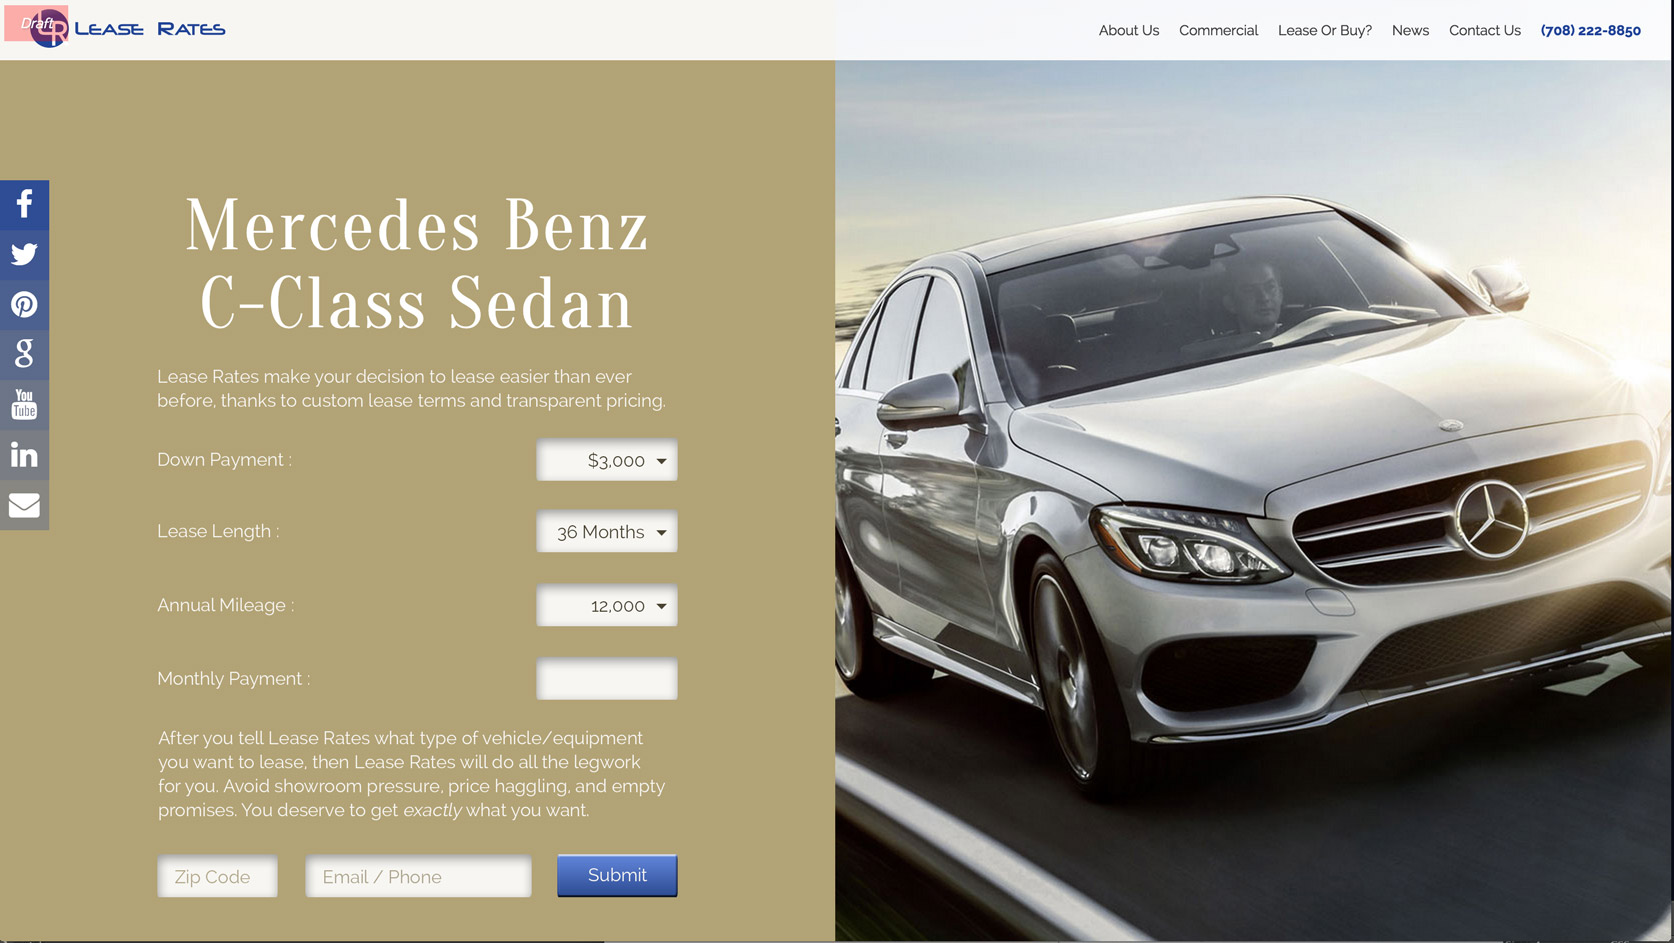 Draft
LR
LEASE RATES
About Us
Commercial
Lease Or Buy?
News
Contact Us
(708) 222-8850
Mercedes Benz
C-Class Sedan
Lease Rates make your decision to lease easier than ever
before, thanks to custom lease terms and transparent pricing.
Down Payment :
$3,000
Lease Length :
36 Months
Annual Mileage :
12,000
Monthly Payment :
After you tell Lease Rates what type of vehicle/equipment
you want to lease, then Lease Rates will do all the legwork
for you. Avoid showroom pressure, price haggling, and empty
promises. You deserve to get exactly what you want.
Zip Code
Email / Phone
Submit
f
g
You
Tube
in